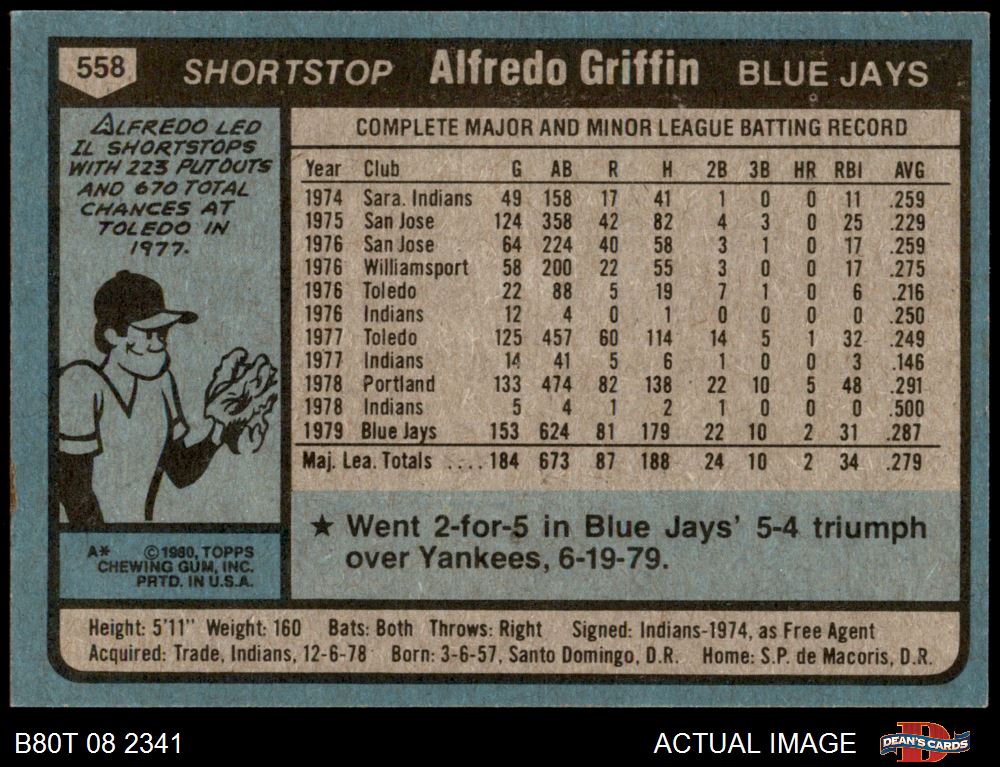 558 SHORTSTOP Alfredo Griffin BLUE JAYS
ALFREDO LED
IL SHORTSTOPS
WITH 223 PUTOUTS
AND 670 TOTAL
CHANCES AT
TOLEDO IN
1977.
COMPLETE MAJOR AND MINOR LEAGUE BATTING RECORD
Year Club G AB R H 2B 3B HR RBI AVG
1974 Sara. Indians 49 158 17 41 1 0 0 11 .259
1975 San Jose 124 358 42 82 4 3 0 25 .229
1976 San Jose 64 224 40 58 3 1 0 17 .259
1976 Williamsport 58 200 22 55 3 0 0 17 .275
1976 Toledo 22 88 5 19 7 1 0 6 .216
1976 Indians 12 4 0 1 0 0 0 0 .250
1977 Toledo 125 457 60 114 14 5 1 32 .249
1977 Indians 14 41 5 6 1 0 0 3 .146
1978 Portland 133 474 82 138 22 10 5 48 .291
1978 Indians 5 4 1 2 1 0 0 0 .500
1979 Blue Jays 153 624 81 179 22 10 2 31 .287
Maj. Lea. Totals .... 184 673 87 188 24 10 2 34 .279
★ Went 2-for-5 in Blue Jays' 5-4 triumph
over Yankees, 6-19-79.
A* © 1980, TOPPS
CHEWING GUM, INC.
PRTD. IN U.S.A.
Height: 5'11" Weight: 160 Bats: Both Throws: Right Signed: Indians-1974, as Free Agent
Acquired: Trade, Indians, 12-6-78 Born: 3-6-57, Santo Domingo, D.R. Home: S.P. de Macoris, D.R.
B80T 08 2341 ACTUAL IMAGE DEAN'S CARDS